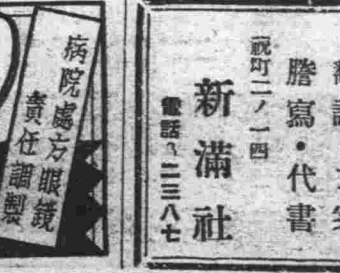 謄寫・代書
祝町二ノ一四
新滿社
電話3、二三八七
病院處方眼鏡
責任調製